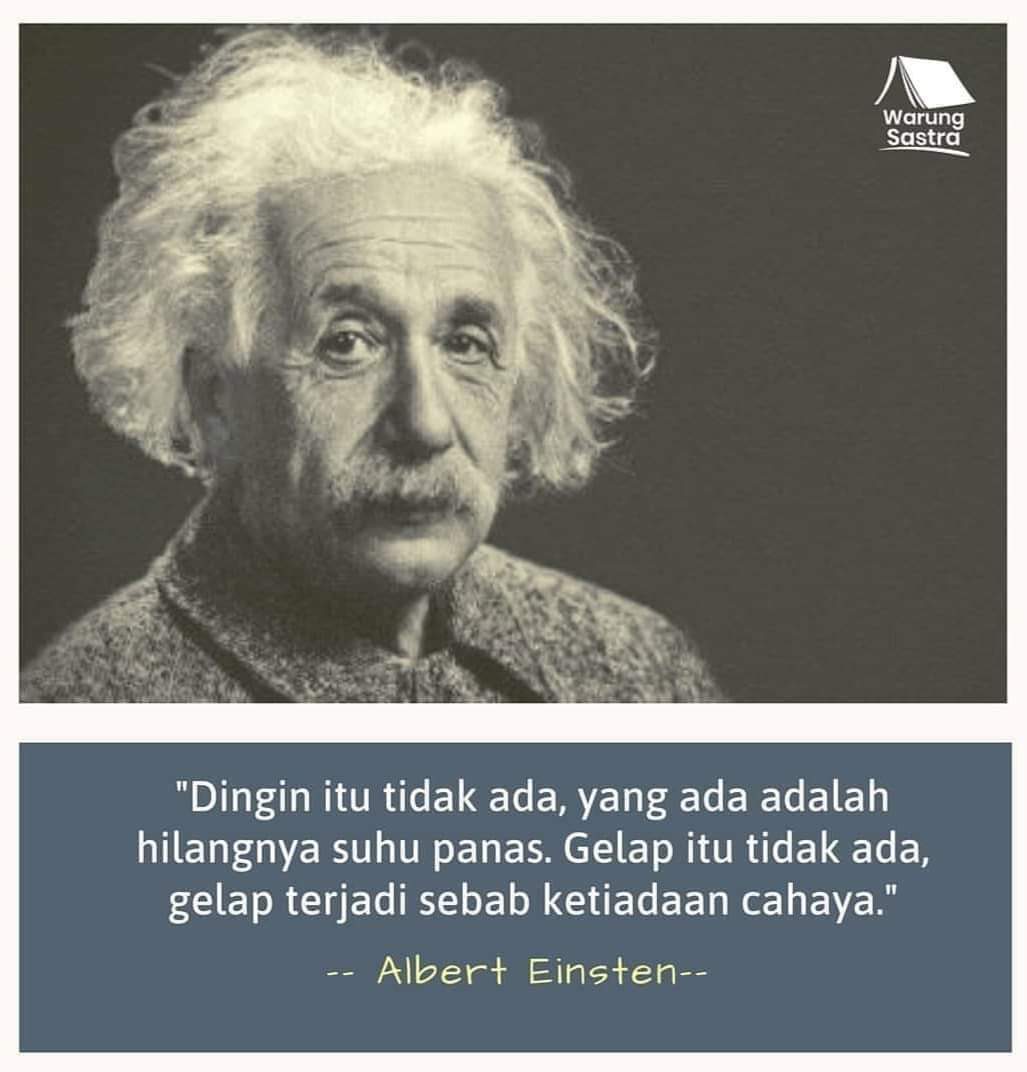 Warung
Sastra
"Dingin itu tidak ada, yang ada adalah
hilangnya suhu panas. Gelap itu tidak ada,
gelap terjadi sebab ketiadaan cahaya."
-- Albert Einsten--